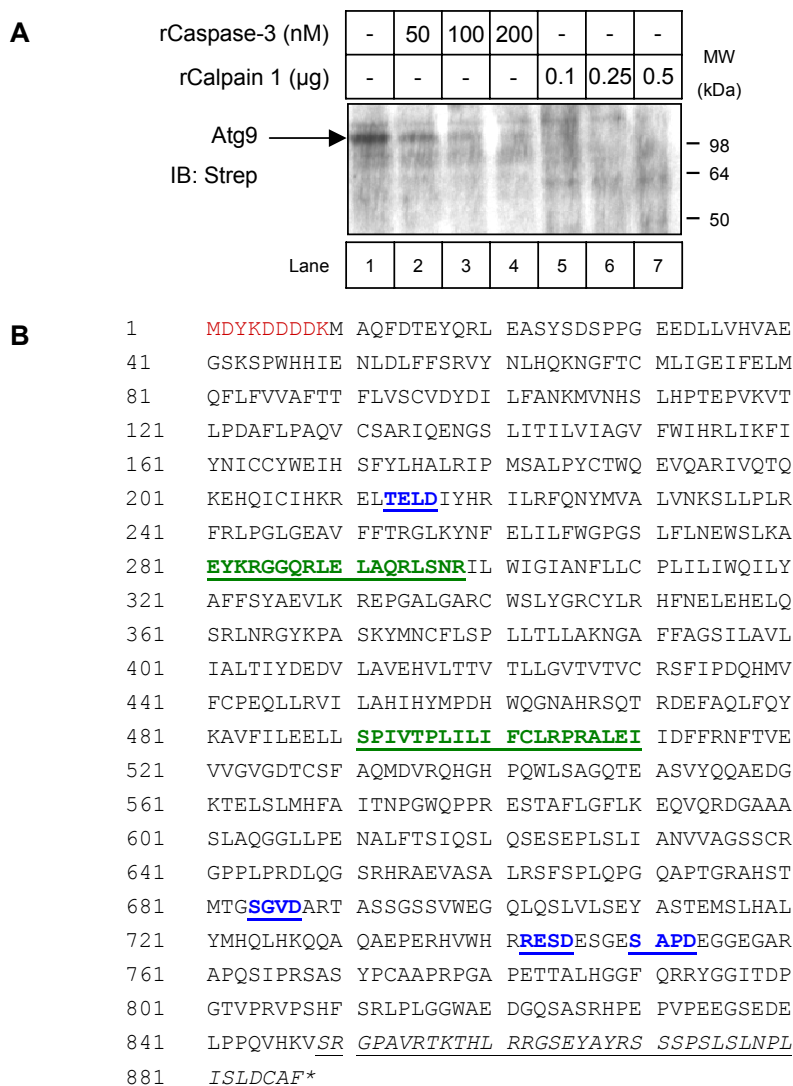 A
rCaspase-3 (nM) - 50 100 200 - - -
MW
rCalpain 1 (µg) - - - - 0.1 0.25 0.5
(kDa)
Atg9
98
IB: Strep
64
50
Lane 1 2 3 4 5 6 7
B
1 MDYKDDDDKM AQFDTEYQRL EASYSDSPPG EEDLLVHVAE
41 GSKSPWHHIE NLDLFFSRVY NLHQKNGFTC MLIGEIFELM
81 QFLFVVAFTT FLVSCVDYDI LFANKMVNHS LHPTEPVKVT
121 LPDAFLPAQV CSARIQENGS LITILVIAGV FWIHRLIKFI
161 YNICCYWEIH SFYLHALRIP MSALPYCTWQ EVQARIVQTQ
201 KEHQICIHKR ELTELDIYHR ILRFQNYMVA LVNKSLLPLR
241 FRLPGLGEAV FFTRGLKYNF ELILFWGPGS LFLNEWSLKA
281 EYKRGGQRLE LAQRLSNRIL WIGIANFLLC PLILIWQILY
321 AFFSYAEVLK REPGALGARC WSLYGRCYLR HFNELEHELQ
361 SRLNRGYKPA SKYMNCFLSP LLTLLAKNGA FFAGSILAVL
401 IALTIYDEDV LAVEHVLTTV TLLGVTVTVC RSFIPDQHMV
441 FCPEQLLRVI LAHIHYMPDH WQGNAHRSQT RDEFAQLFQY
481 KAVFILEELL SPIVTPLILI FCLRPRALEI IDFFRNFTVE
521 VVGVGDTCSF AQMDVRQHGH PQWLSAGQTE ASVYQQAEDG
561 KTELSLMHFA ITNPGWQPPR ESTAFLGFLK EQVQRDGAAA
601 SLAQGGLLPE NALFTSIQSL QSESEPLSLI ANVVAGSSCR
641 GPPLPRDLQG SRHRAEVASA LRSFSPLQPG QAPTGRAHST
681 MTGSGVDART ASSGSSVWEG QLQSLVLSEY ASTEMSLHAL
721 YMHQLHKQQA QAEPERHVWH RRESDESGES APDEGGEGAR
761 APQSIPRSAS YPCAAPRPGA PETTALHGGF QRRYGGITDP
801 GTVPRVPSHF SRLPLGGWAE DGQSASRHPE PVPEEGSEDE
841 LPPQVHKVSR GPAVRTKTHL RRGSEYAYRS SSPSLSLNPL
881 ISLDCAF*